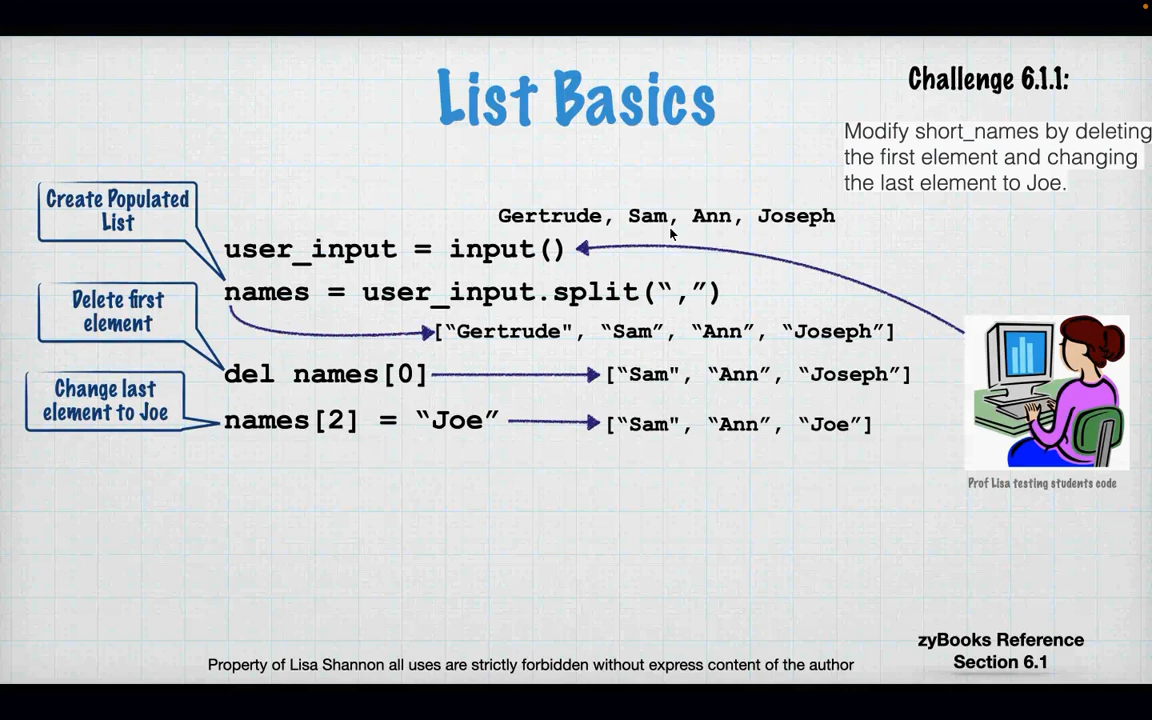 List Basics
Challenge 6.1.1:
Modify short_names by deleting
the first element and changing
the last element to Joe.
Create Populated
List
Gertrude, Sam, Ann, Joseph
user_input = input()
names = user_input.split(“,”)
Delete first
element
[“Gertrude", “Sam”, “Ann”, “Joseph”]
del names[0]
[“Sam", “Ann”, “Joseph”]
Change last
element to Joe
names[2] = “Joe”
[“Sam", “Ann”, “Joe”]
Prof Lisa testing students code
zyBooks Reference
Section 6.1
Property of Lisa Shannon all uses are strictly forbidden without express content of the author